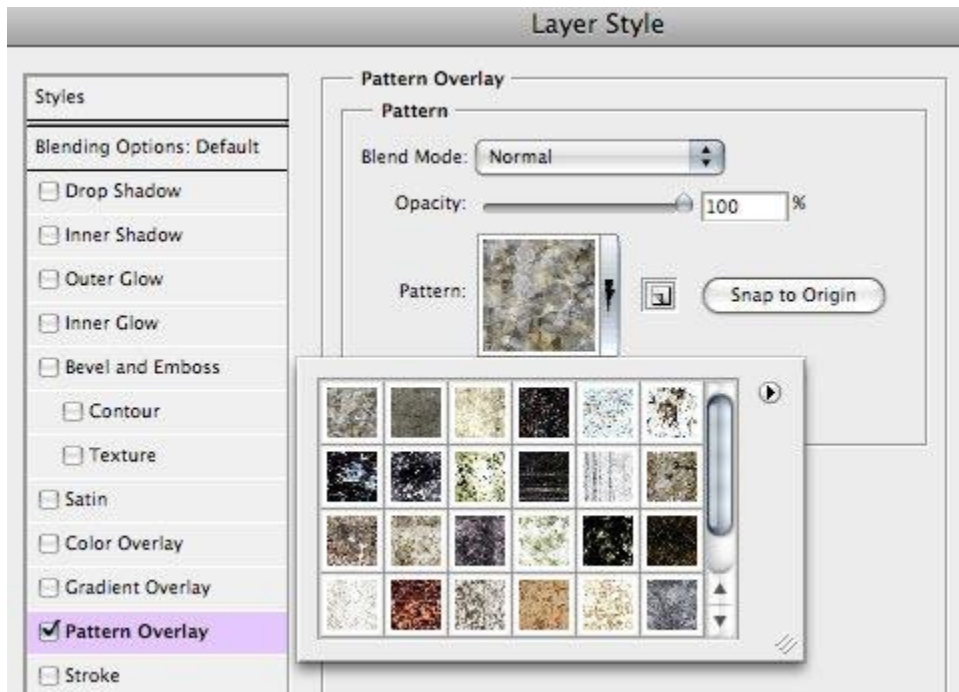 Layer Style
Styles
Blending Options: Default
Drop Shadow
Inner Shadow
Outer Glow
Inner Glow
Bevel and Emboss
Contour
Texture
Satin
Color Overlay
Gradient Overlay
Pattern Overlay
Stroke
Pattern Overlay
Pattern
Blend Mode: Normal
Opacity: 100 %
Pattern: Snap to Origin